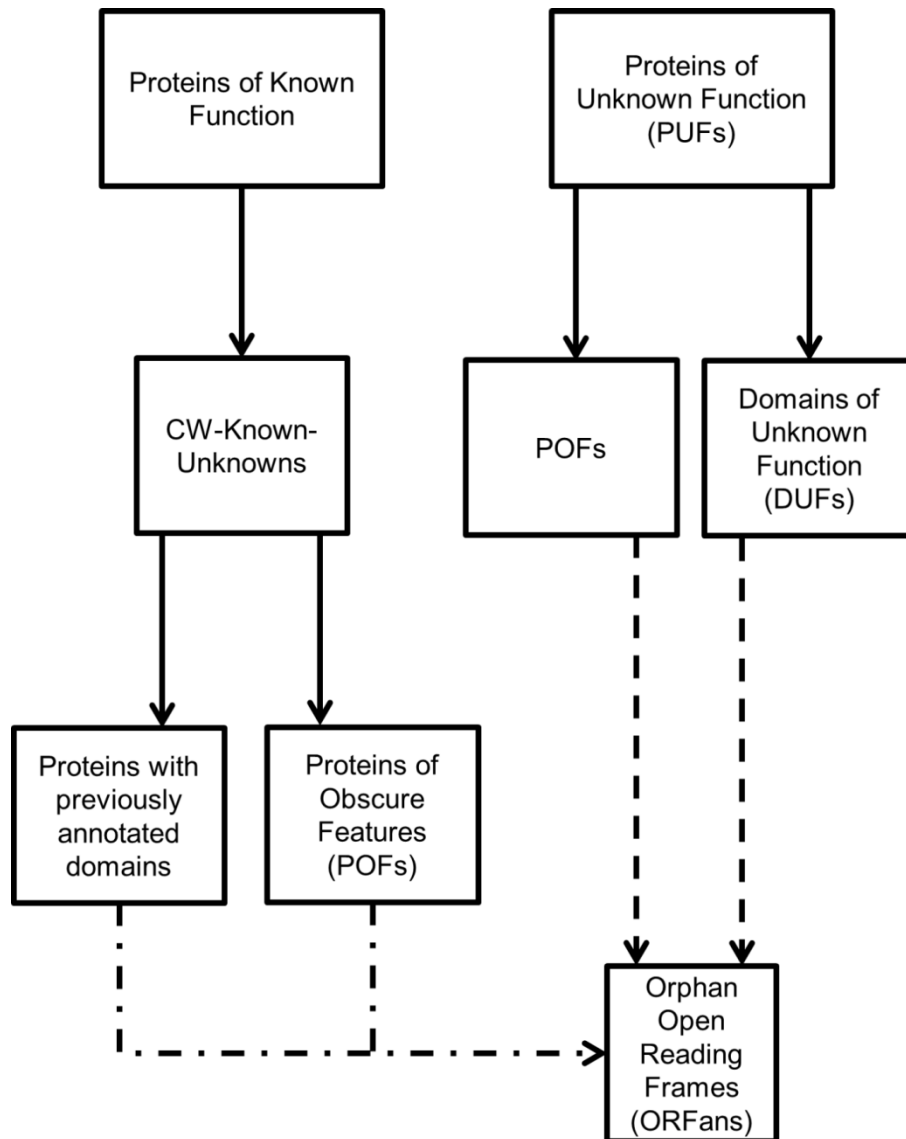 Proteins of Known
Function
Proteins of
Unknown Function
(PUFs)
CW-Known-
Unknowns
POFs
Domains of
Unknown
Function
(DUFs)
Proteins with
previously
annotated
domains
Proteins of
Obscure
Features
(POFs)
Orphan
Open
Reading
Frames
(ORFans)